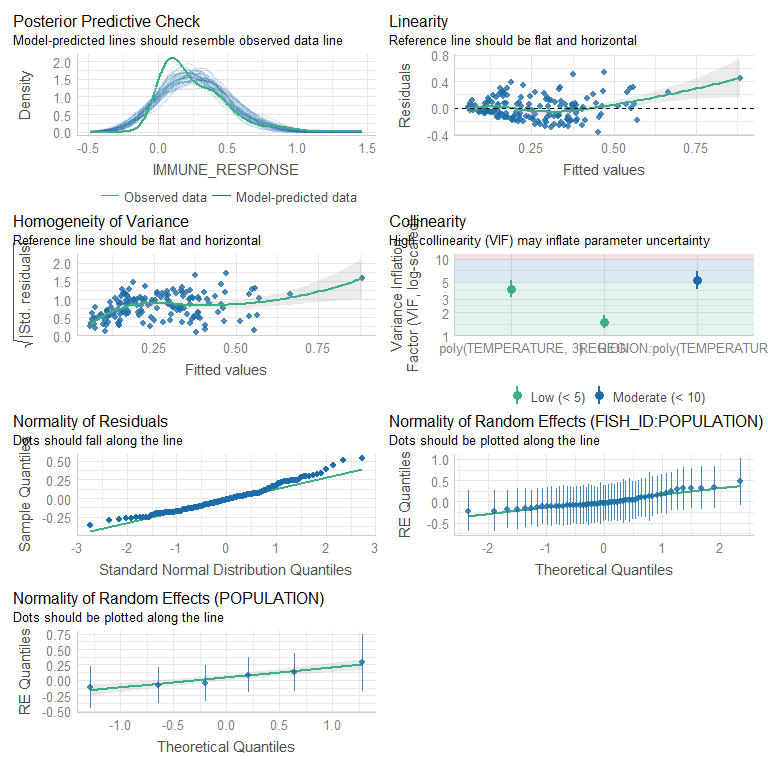 Posterior Predictive Check
Model-predicted lines should resemble observed data line
Density
2.0
1.5
1.0
0.5
0.0
-0.5 0.0 0.5 1.0 1.5
IMMUNE_RESPONSE
Observed data Model-predicted data
Linearity
Reference line should be flat and horizontal
Residuals
0.8
0.4
0.0
-0.4
0.25 0.50 0.75
Fitted values
Homogeneity of Variance
Reference line should be flat and horizontal
√|Std. residuals|
2.0
1.5
1.0
0.5
0.0
0.25 0.50 0.75
Fitted values
Collinearity
High collinearity (VIF) may inflate parameter uncertainty
Variance Inflation
Factor (VIF, log-scaled)
10
5
3
2
1
poly(TEMPERATURE, 3) REGION REGION:poly(TEMPERATUR
Low (< 5) Moderate (< 10)
Normality of Residuals
Dots should fall along the line
Sample Quantiles
0.50
0.25
0.00
-0.25
-3 -2 -1 0 1 2 3
Standard Normal Distribution Quantiles
Normality of Random Effects (FISH_ID:POPULATION)
Dots should be plotted along the line
RE Quantiles
1.0
0.5
0.0
-0.5
-2 -1 0 1 2
Theoretical Quantiles
Normality of Random Effects (POPULATION)
Dots should be plotted along the line
RE Quantiles
0.75
0.50
0.25
0.00
-0.25
-0.50
-1.0 -0.5 0.0 0.5 1.0
Theoretical Quantiles